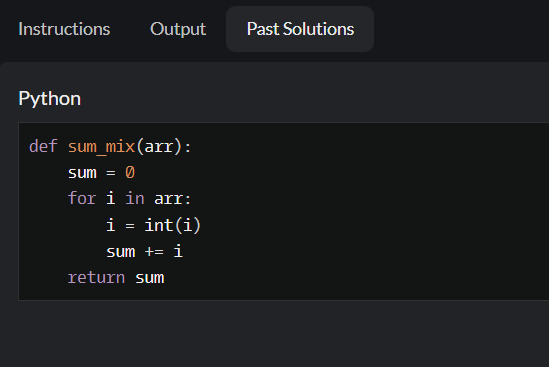 Instructions Output Past Solutions
Python
def sum_mix(arr):
    sum = 0
    for i in arr:
        i = int(i)
        sum += i
    return sum